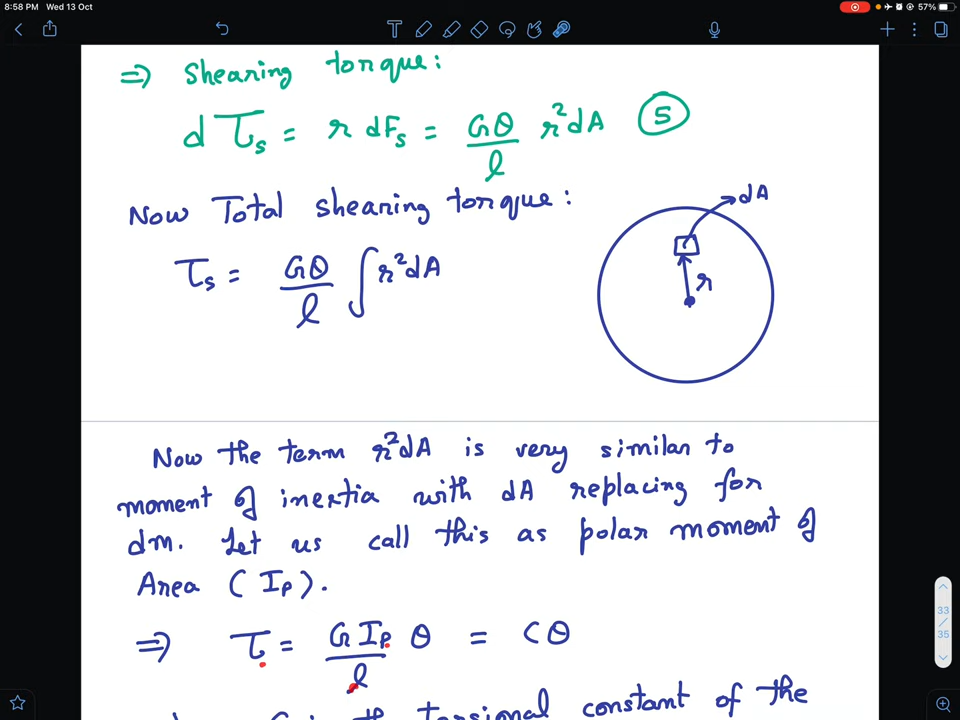 8:58 PM Wed 13 Oct
57%
⇒ Shearing torque:
dτₛ = r dFₛ = Gθ/l r²dA (5)
Now Total shearing torque:
dA
τₛ = Gθ/l ∫r²dA
r
Now the term r²dA is very similar to
moment of inertia with dA replacing for
dm. Let us call this as polar moment of
Area (Iₚ).
33
/
35
⇒ τ = GIₚ/l θ = Cθ
torsional constant of the